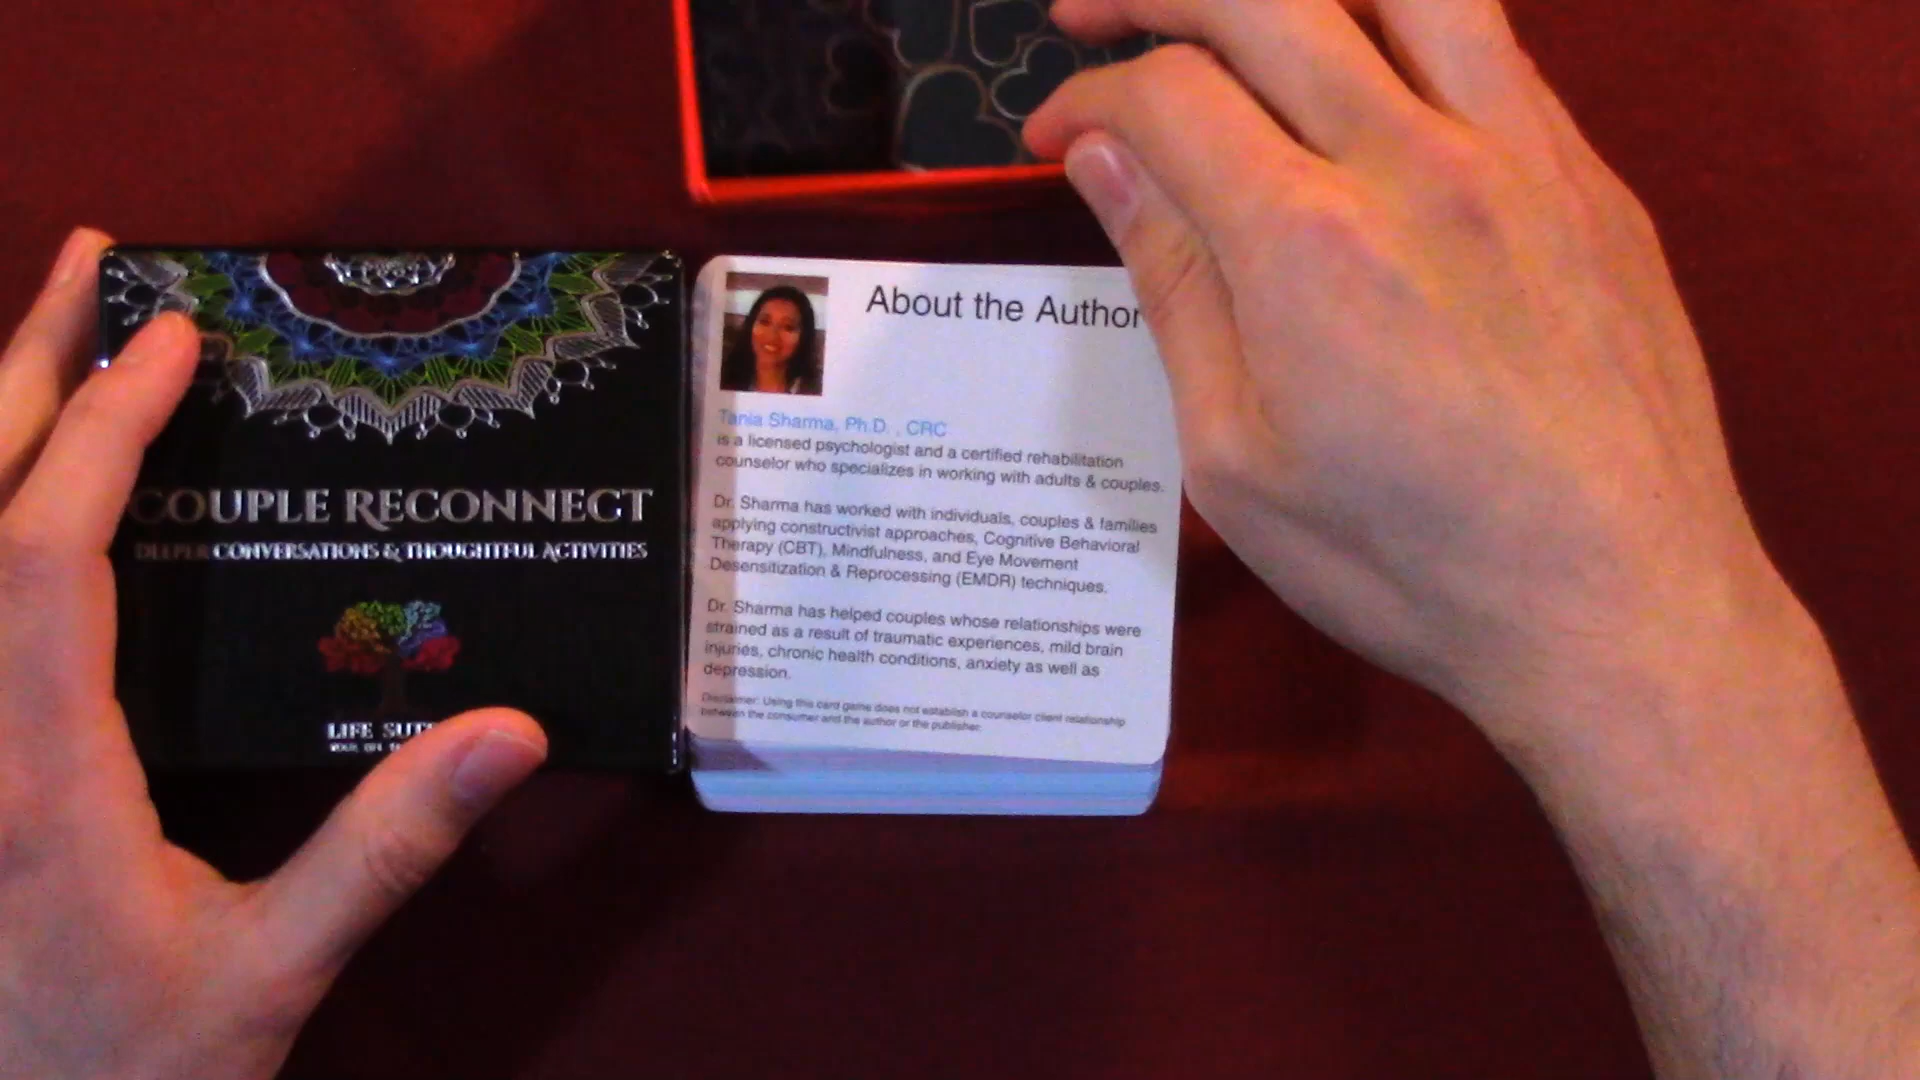 COUPLE RECONNECT
DEEPER CONVERSATIONS & THOUGHTFUL ACTIVITIES
LIFE
About the Author
Tania Sharma, Ph.D. , CRC
is a licensed psychologist and a certified rehabilitation
counselor who specializes in working with adults & couples.
Dr. Sharma has worked with individuals, couples & families
applying constructivist approaches, Cognitive Behavioral
Therapy (CBT), Mindfulness, and Eye Movement
Desensitization & Reprocessing (EMDR) techniques.
Dr. Sharma has helped couples whose relationships were
strained as a result of traumatic experiences, mild brain
injuries, chronic health conditions, anxiety as well as
depression.
Disclaimer: Using this card game does not establish a counselor client relationship
between the consumer and the author or the publisher.